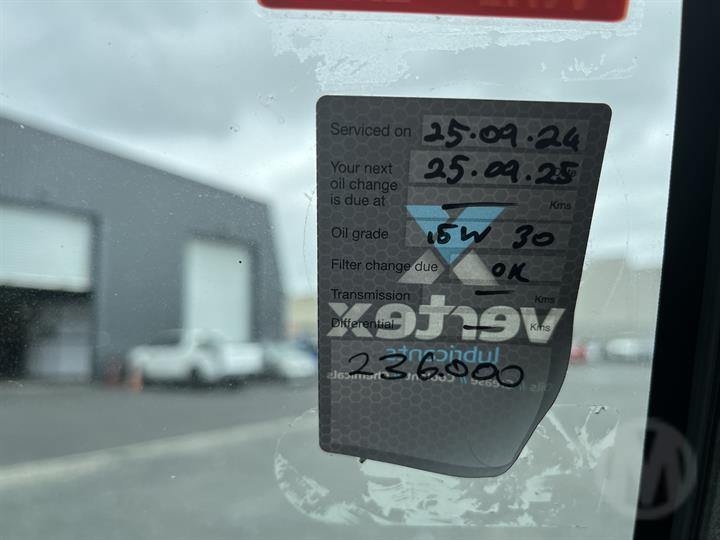 Serviced on 25.09.24
Your next oil change is due at 25.09.25
— Kms
Oil grade 15W 30
Filter change due OK
Transmission — Kms
Differential — — Kms
vertex
lubricants
236000
M